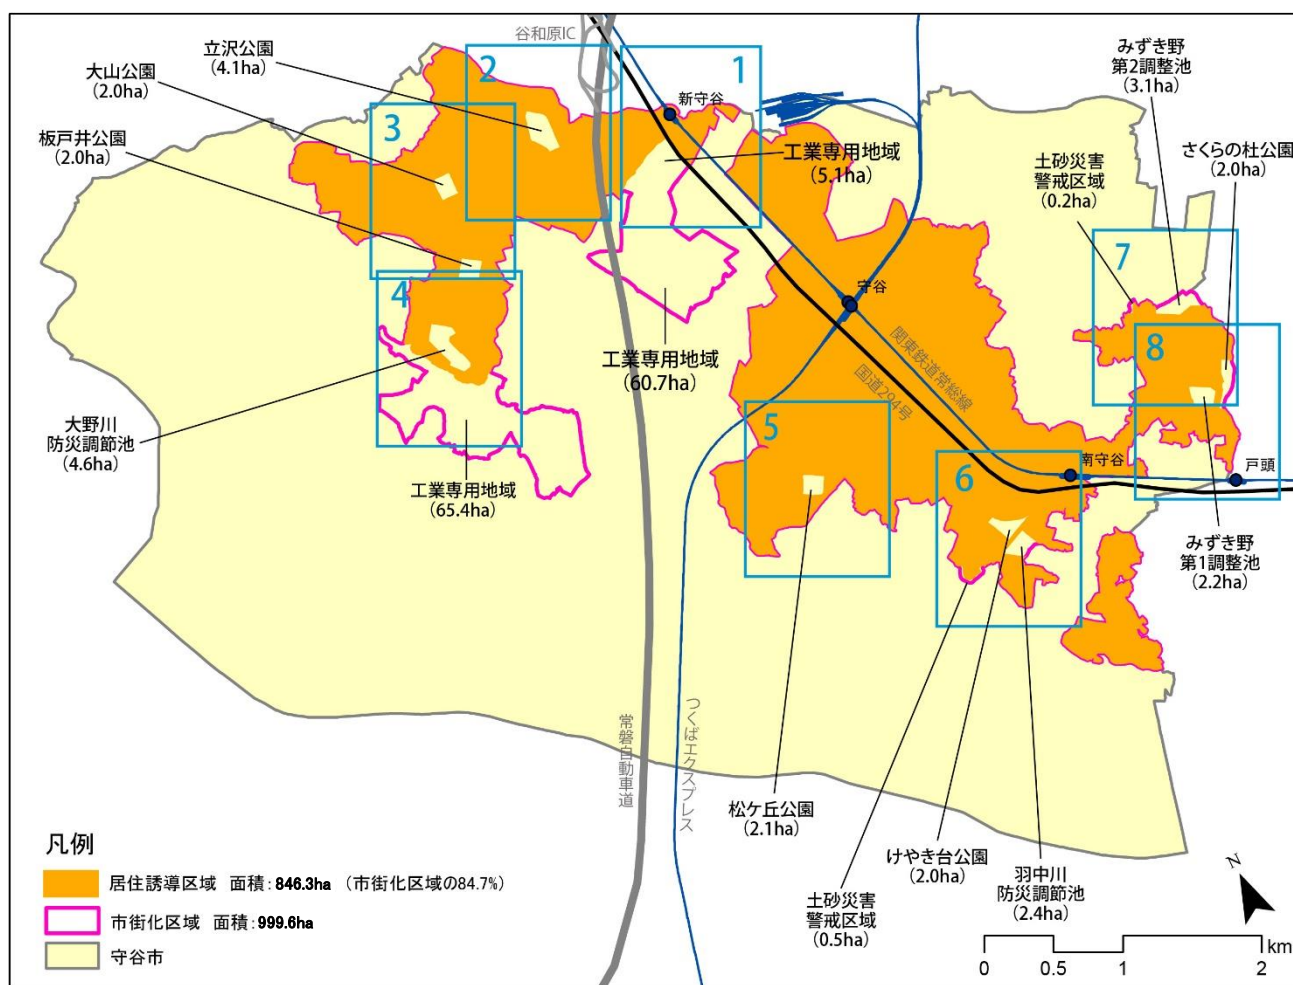 谷和原IC
立沢公園
(4.1ha)
大山公園
(2.0ha)
板戸井公園
(2.0ha)
2
1
3
新守谷
工業専用地域
(5.1ha)
みずき野
第2調整池
(3.1ha)
土砂災害
警戒区域
(0.2ha)
さくらの杜公園
(2.0ha)
7
4
守谷
8
工業専用地域
(60.7ha)
関東鉄道常総線
国道294号
大野川
防災調節池
(4.6ha)
工業専用地域
(65.4ha)
5
6
南守谷
戸頭
みずき野
第1調整池
(2.2ha)
常磐自動車道
つくばエクスプレス
松ケ丘公園
(2.1ha)
けやき台公園
(2.0ha)
土砂災害
警戒区域
(0.5ha)
羽中川
防災調節池
(2.4ha)
凡例
居住誘導区域 面積:846.3ha (市街化区域の84.7%)
市街化区域 面積:999.6ha
守谷市
N
km
0 0.5 1 2